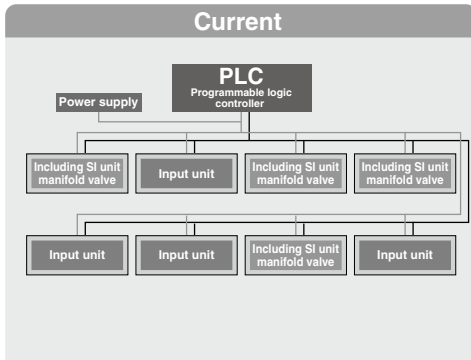 Current
PLC
Programmable logic
controller
Power supply
Including SI unit
manifold valve
Input unit
Including SI unit
manifold valve
Including SI unit
manifold valve
Input unit
Input unit
Including SI unit
manifold valve
Input unit